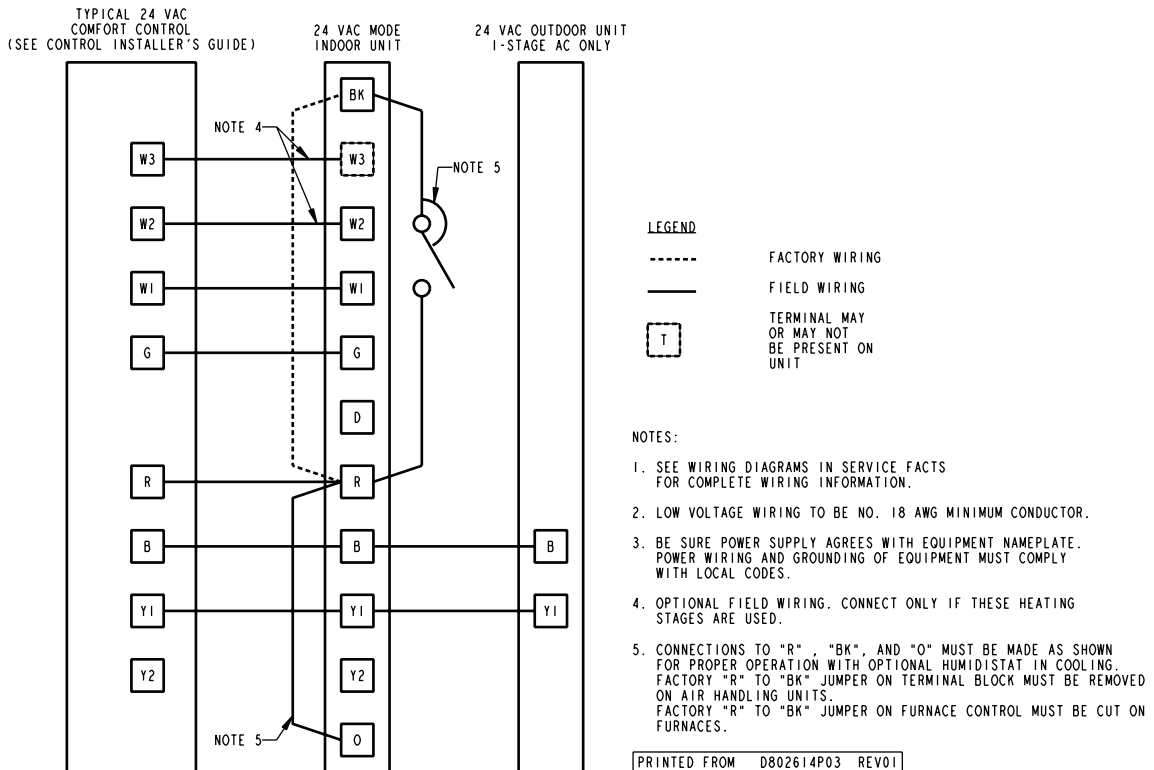 TYPICAL 24 VAC
COMFORT CONTROL
(SEE CONTROL INSTALLER'S GUIDE)
24 VAC MODE
INDOOR UNIT
24 VAC OUTDOOR UNIT
1-STAGE AC ONLY
BK
NOTE 4
W3
W3
NOTE 5
W2
W2
W1
W1
G
G
D
R
R
B
B
B
Y1
Y1
Y1
Y2
Y2
NOTE 5
O
LEGEND
FACTORY WIRING
FIELD WIRING
T
TERMINAL MAY
OR MAY NOT
BE PRESENT ON
UNIT
NOTES:
1. SEE WIRING DIAGRAMS IN SERVICE FACTS
FOR COMPLETE WIRING INFORMATION.
2. LOW VOLTAGE WIRING TO BE NO. 18 AWG MINIMUM CONDUCTOR.
3. BE SURE POWER SUPPLY AGREES WITH EQUIPMENT NAMEPLATE.
POWER WIRING AND GROUNDING OF EQUIPMENT MUST COMPLY
WITH LOCAL CODES.
4. OPTIONAL FIELD WIRING. CONNECT ONLY IF THESE HEATING
STAGES ARE USED.
5. CONNECTIONS TO "R" , "BK", AND "O" MUST BE MADE AS SHOWN
FOR PROPER OPERATION WITH OPTIONAL HUMIDISTAT IN COOLING.
FACTORY "R" TO "BK" JUMPER ON TERMINAL BLOCK MUST BE REMOVED
ON AIR HANDLING UNITS.
FACTORY "R" TO "BK" JUMPER ON FURNACE CONTROL MUST BE CUT ON
FURNACES.
PRINTED FROM D802614P03 REV01